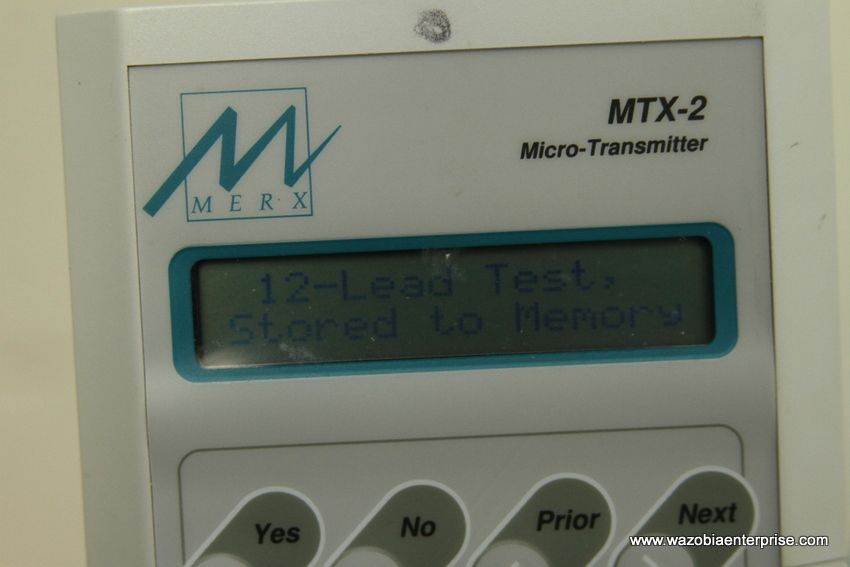 MTX-2
Micro-Transmitter
MERX
12-Lead Test,
Stored to Memory
Yes No Prior Next
www.wazobiaenterprise.com